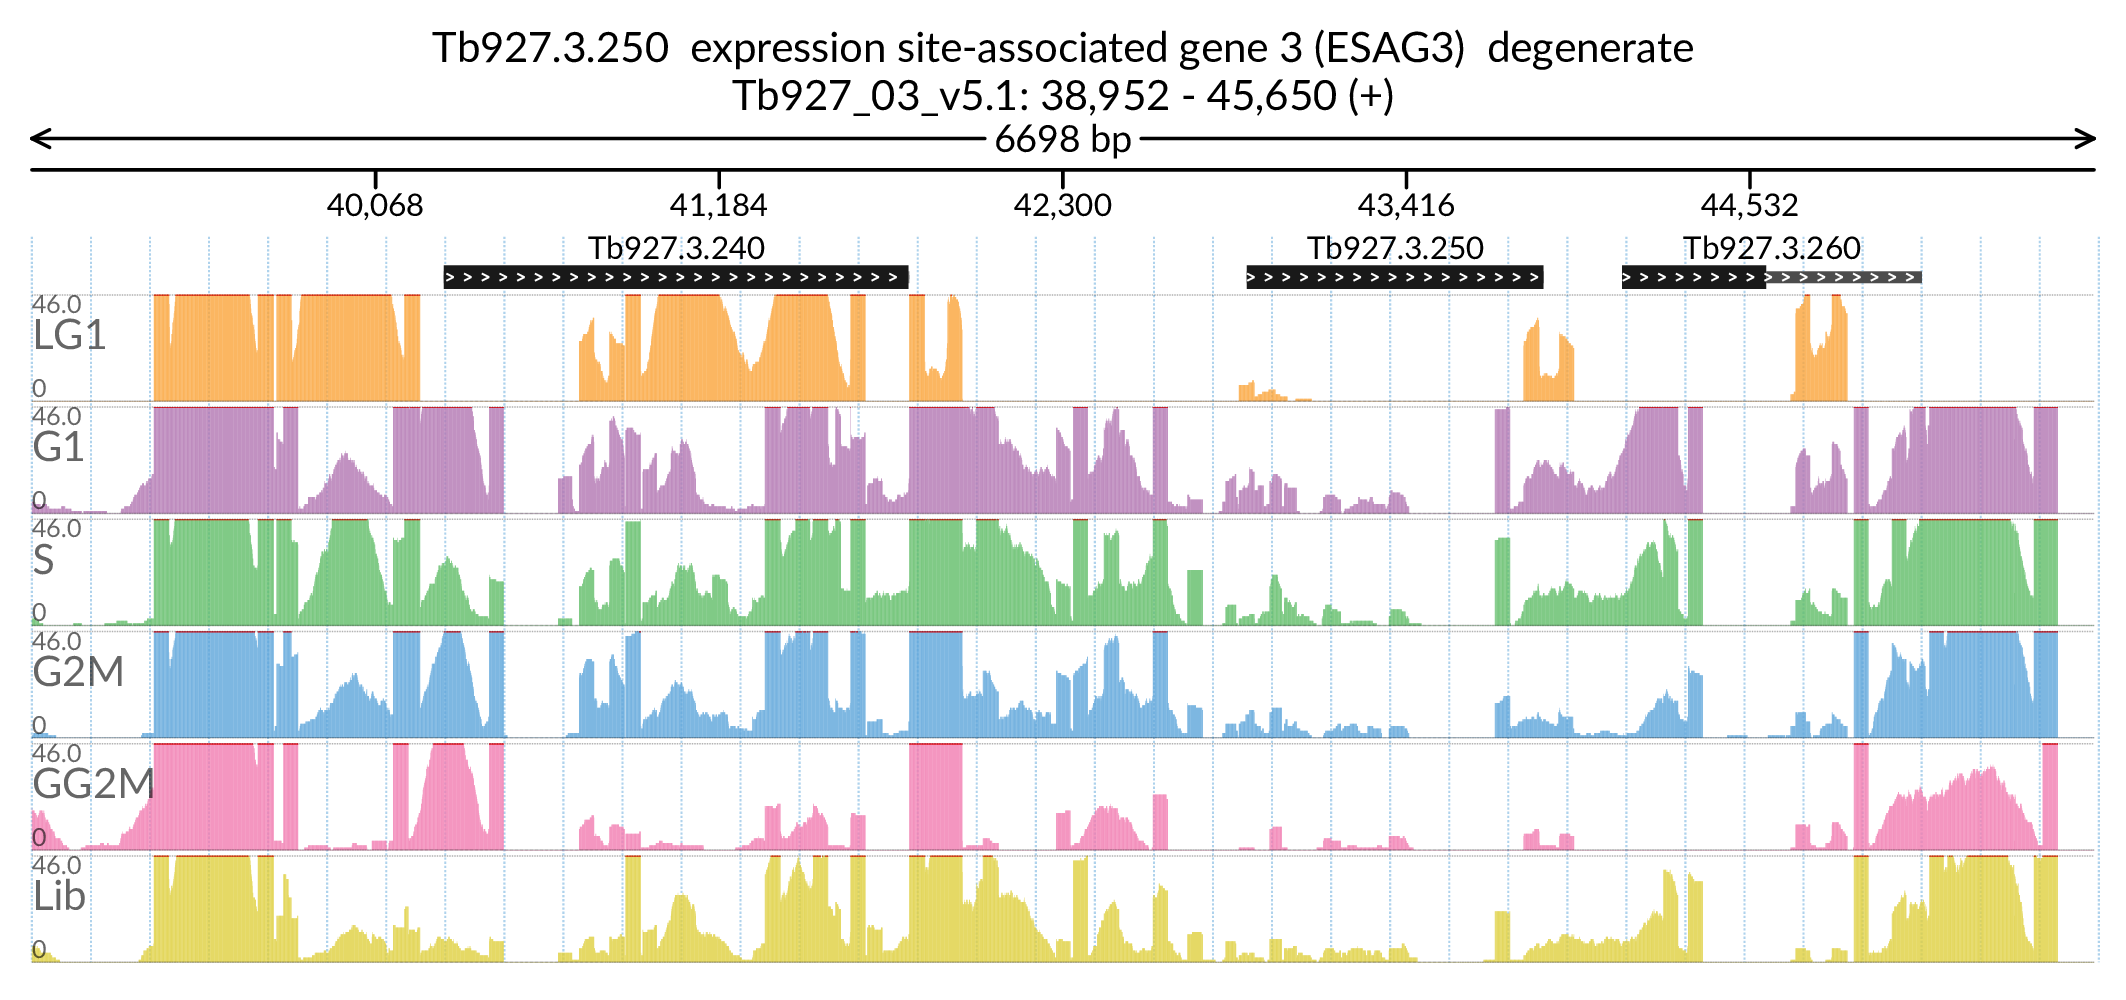 Tb927.3.250  expression site-associated gene 3 (ESAG3)  degenerate
Tb927_03_v5.1: 38,952 - 45,650 (+)
6698 bp
40,068 41,184 42,300 43,416 44,532
Tb927.3.240 Tb927.3.250 Tb927.3.260
46.0
LG1
0
46.0
G1
0
46.0
S
0
46.0
G2M
0
46.0
GG2M
0
46.0
Lib
0